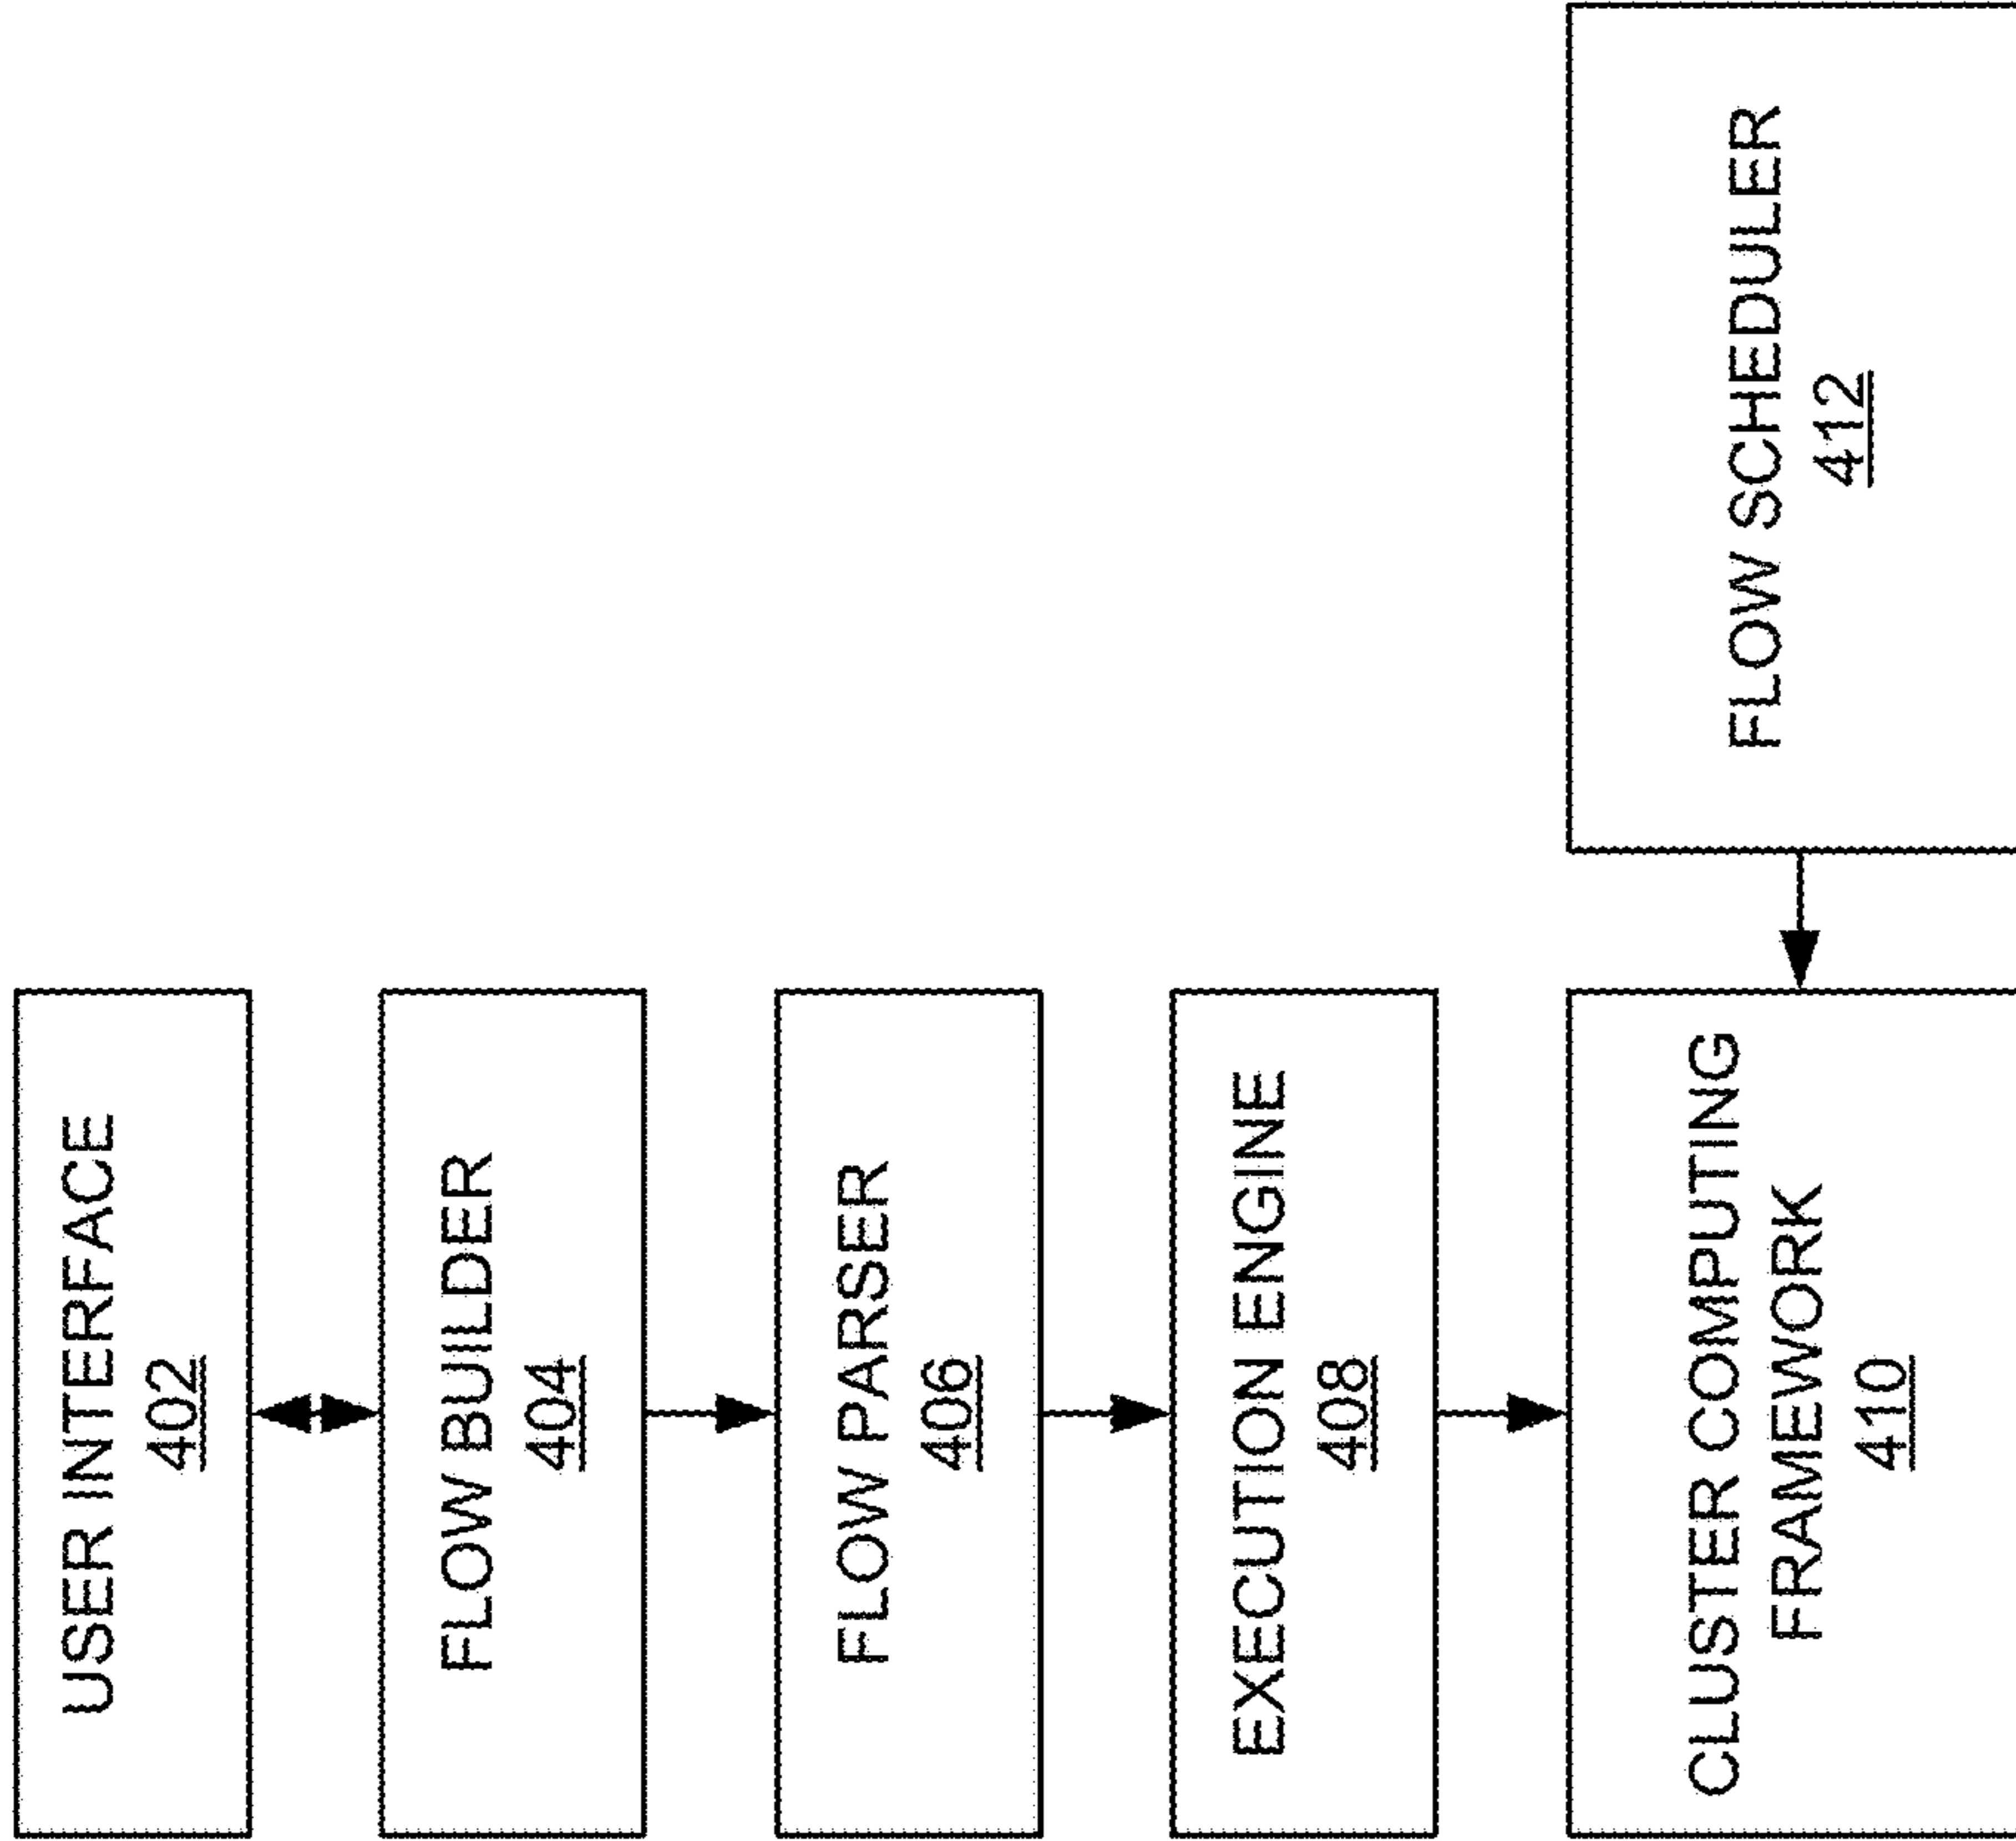 USER INTERFACE
402
FLOW BUILDER
404
FLOW PARSER
406
EXECUTION ENGINE
408
CLUSTER COMPUTING
FRAMEWORK
410
FLOW SCHEDULER
412